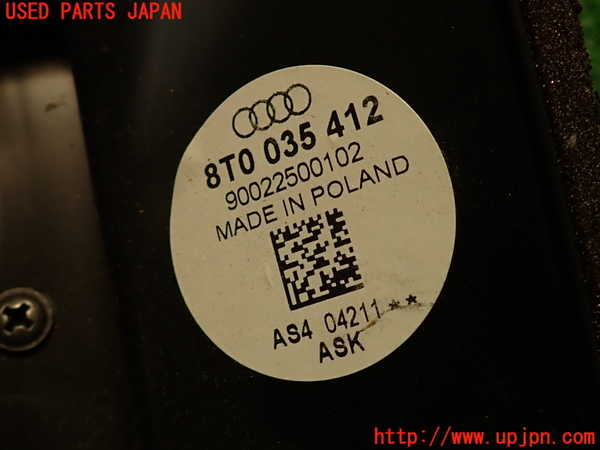 USED PARTS JAPAN
8T0 035 412
90022500102
MADE IN POLAND
AS4 04211 **
ASK
http://www.upjpn.com/